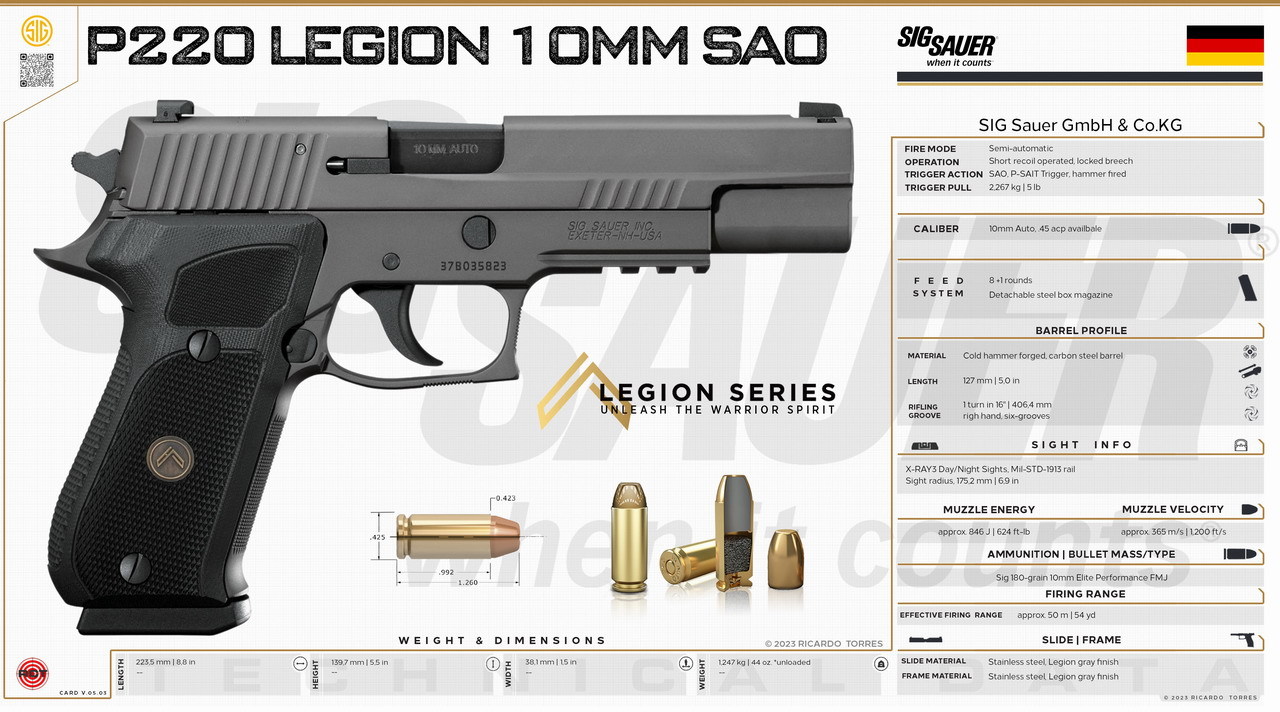 SIG
P220 LEGION 10MM SAO
SIG SAUER
when it counts
SIG Sauer GmbH & Co.KG
FIRE MODE Semi-automatic
OPERATION Short recoil operated, locked breech
TRIGGER ACTION SAO, P-SAIT Trigger, hammer fired
TRIGGER PULL 2.267 kg | 5 lb
CALIBER 10mm Auto, .45 acp availbale
FEED SYSTEM
8 +1 rounds
Detachable steel box magazine
BARREL PROFILE
MATERIAL Cold hammer forged, carbon steel barrel
LENGTH 127 mm | 5,0 in
RIFLING GROOVE
1 turn in 16" | 406,4 mm
righ hand, six-grooves
SIGHT INFO
X-RAY3 Day/Night Sights, Mil-STD-1913 rail
Sight radius, 175,2 mm | 6.9 in
MUZZLE ENERGY MUZZLE VELOCITY
approx. 846 J | 624 ft-lb approx. 365 m/s | 1,200 ft/s
AMMUNITION | BULLET MASS/TYPE
Sig 180-grain 10mm Elite Performance FMJ
FIRING RANGE
EFFECTIVE FIRING RANGE approx. 50 m | 54 yd
SLIDE | FRAME
SLIDE MATERIAL Stainless steel, Legion gray finish
FRAME MATERIAL Stainless steel, Legion gray finish
© 2023 RICARDO TORRES
10 MM AUTO
SIG SAUER INC.
EXETER-NH-USA
37B035823
LEGION SERIES
UNLEASH THE WARRIOR SPIRIT
0.423
.425
.992
1.260
WEIGHT & DIMENSIONS
© 2023 RICARDO TORRES
RDT
CARD V.05.03
LENGTH 223,5 mm | 8.8 in
--
HEIGHT 139,7 mm | 5,5 in
--
WIDTH 38,1 mm | 1,5 in
--
WEIGHT 1,247 kg | 44 oz. *unloaded
--
SIG SAUER
when it counts
®
TECHNICAL DATA